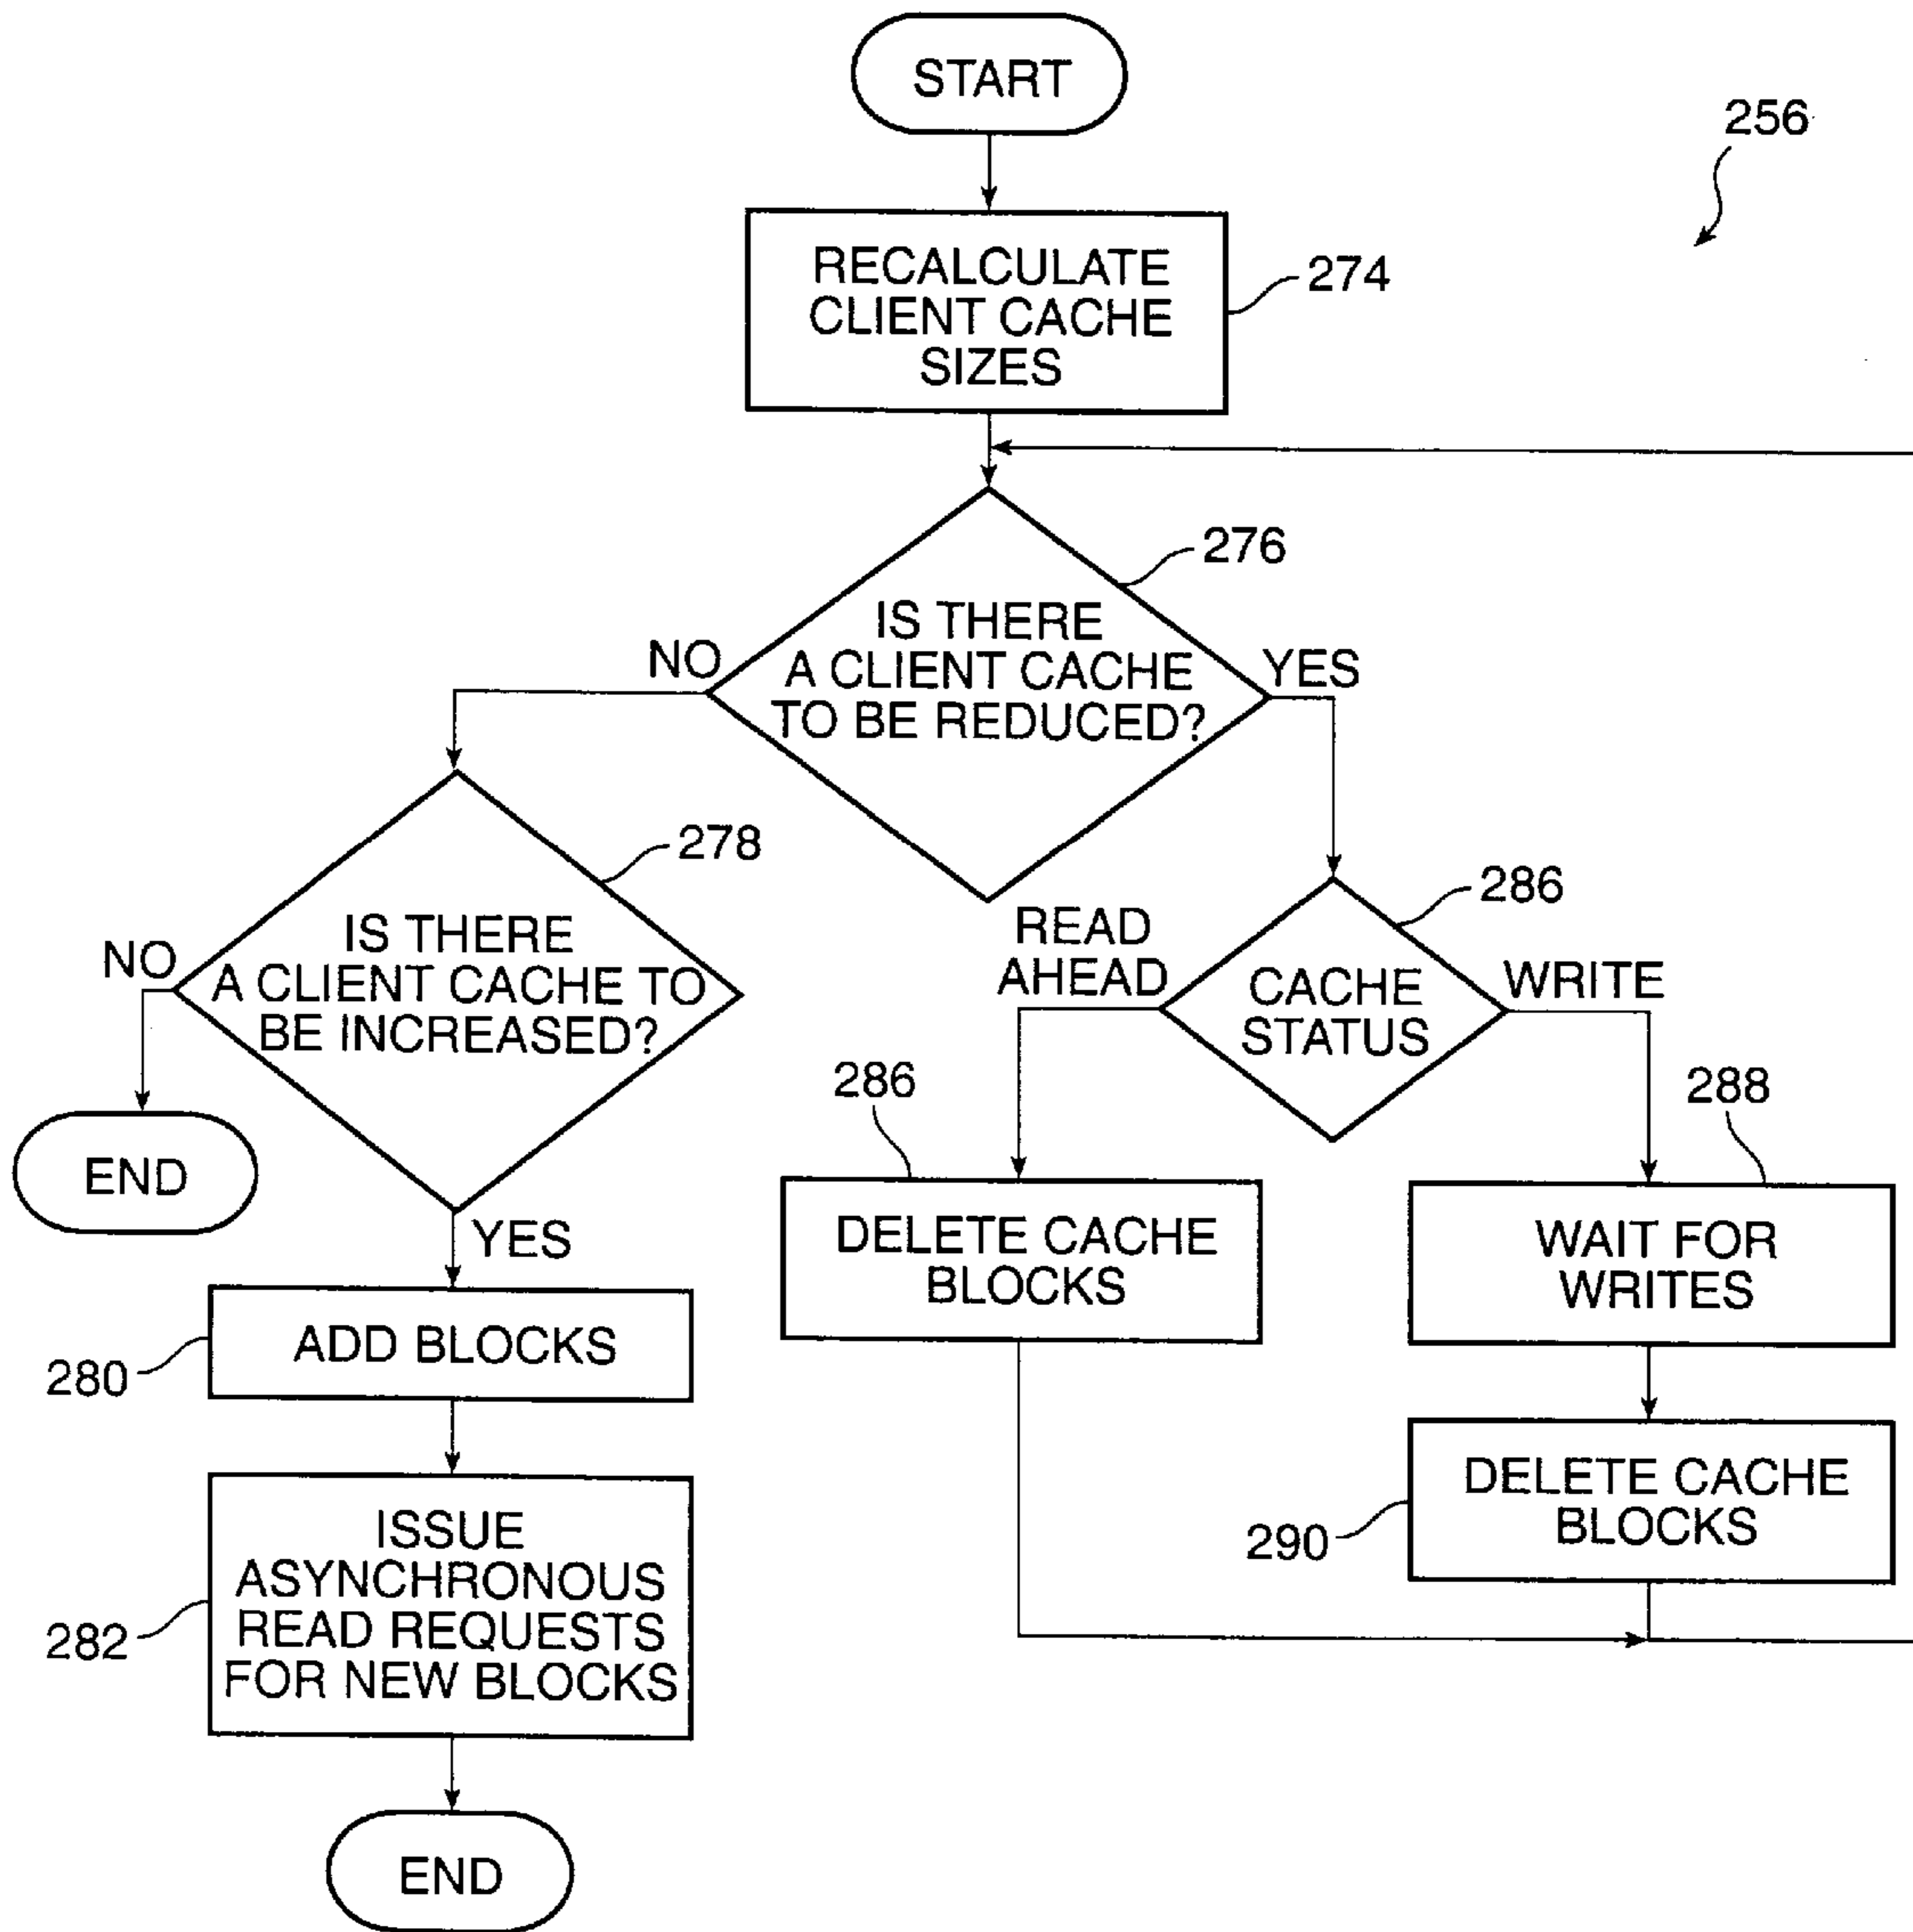 START
256
RECALCULATE
CLIENT CACHE
SIZES
274
276
IS THERE
A CLIENT CACHE
TO BE REDUCED?
NO
YES
278
IS THERE
A CLIENT CACHE TO
BE INCREASED?
NO
YES
286
READ
AHEAD
CACHE
STATUS
WRITE
END
286
DELETE CACHE
BLOCKS
288
WAIT FOR
WRITES
280
ADD BLOCKS
290
DELETE CACHE
BLOCKS
282
ISSUE
ASYNCHRONOUS
READ REQUESTS
FOR NEW BLOCKS
END